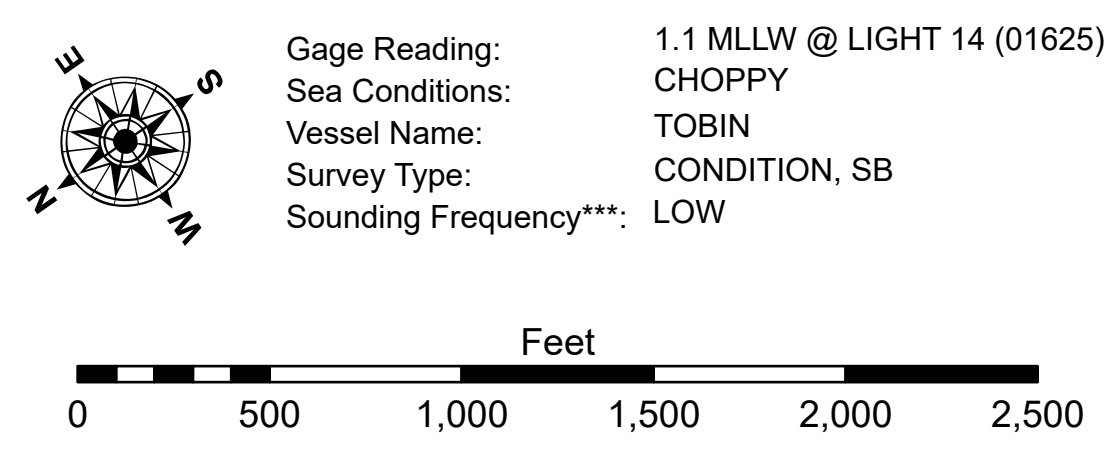 E
S
N
W
Gage Reading: 1.1 MLLW @ LIGHT 14 (01625)
Sea Conditions: CHOPPY
Vessel Name: TOBIN
Survey Type: CONDITION, SB
Sounding Frequency***: LOW
Feet
0 500 1,000 1,500 2,000 2,500